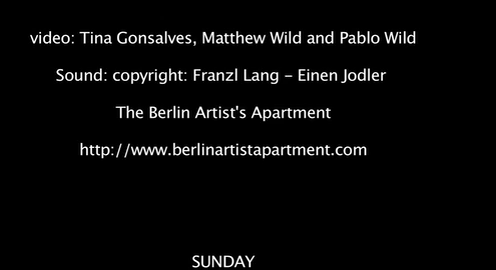 video: Tina Gonsalves, Matthew Wild and Pablo Wild
Sound: copyright: Franzl Lang - Einen Jodler
The Berlin Artist's Apartment
http://www.berlinartistapartment.com
SUNDAY